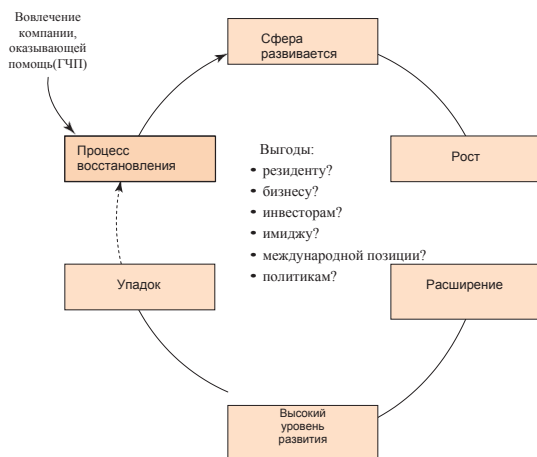 Вовлечение
компании,
оказывающей
помощь(ГЧП)
Сфера
развивается
Процесс
восстановления
Рост
Выгоды:
• резиденту?
• бизнесу?
• инвесторам?
• имиджу?
• международной позиции?
• политикам?
Упадок
Расширение
Высокий
уровень
развития